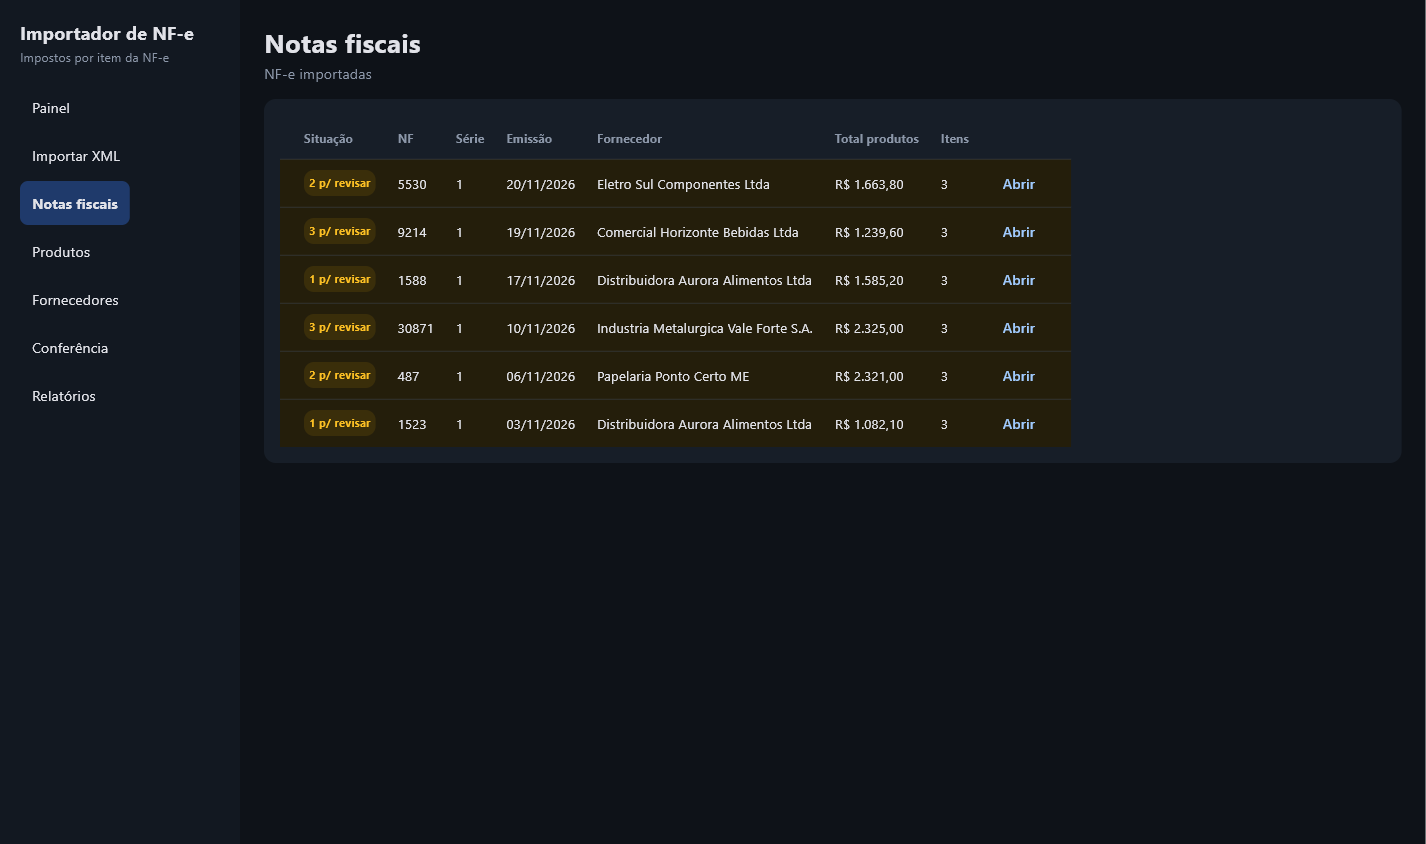 Importador de NF-e
Impostos por item da NF-e
Painel
Importar XML
Notas fiscais
Produtos
Fornecedores
Conferência
Relatórios
Notas fiscais
NF-e importadas
Situação NF Série Emissão Fornecedor Total produtos Itens
2 p/ revisar 5530 1 20/11/2026 Eletro Sul Componentes Ltda R$ 1.663,80 3 Abrir
3 p/ revisar 9214 1 19/11/2026 Comercial Horizonte Bebidas Ltda R$ 1.239,60 3 Abrir
1 p/ revisar 1588 1 17/11/2026 Distribuidora Aurora Alimentos Ltda R$ 1.585,20 3 Abrir
3 p/ revisar 30871 1 10/11/2026 Industria Metalurgica Vale Forte S.A. R$ 2.325,00 3 Abrir
2 p/ revisar 487 1 06/11/2026 Papelaria Ponto Certo ME R$ 2.321,00 3 Abrir
1 p/ revisar 1523 1 03/11/2026 Distribuidora Aurora Alimentos Ltda R$ 1.082,10 3 Abrir